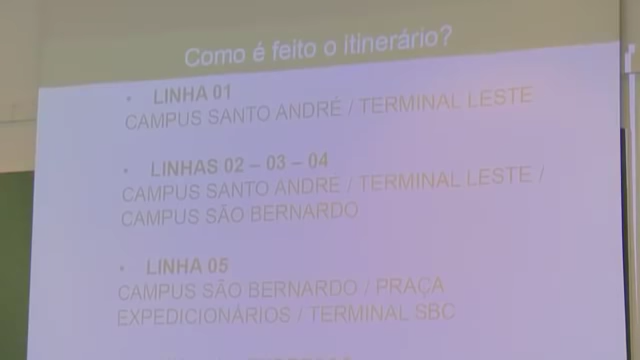 Como é feito o itinerário?
• LINHA 01
CAMPUS SANTO ANDRÉ / TERMINAL LESTE
• LINHAS 02 – 03 – 04
CAMPUS SANTO ANDRÉ / TERMINAL LESTE /
CAMPUS SÃO BERNARDO
• LINHA 05
CAMPUS SÃO BERNARDO / PRAÇA
EXPEDICIONÁRIOS / TERMINAL SBC